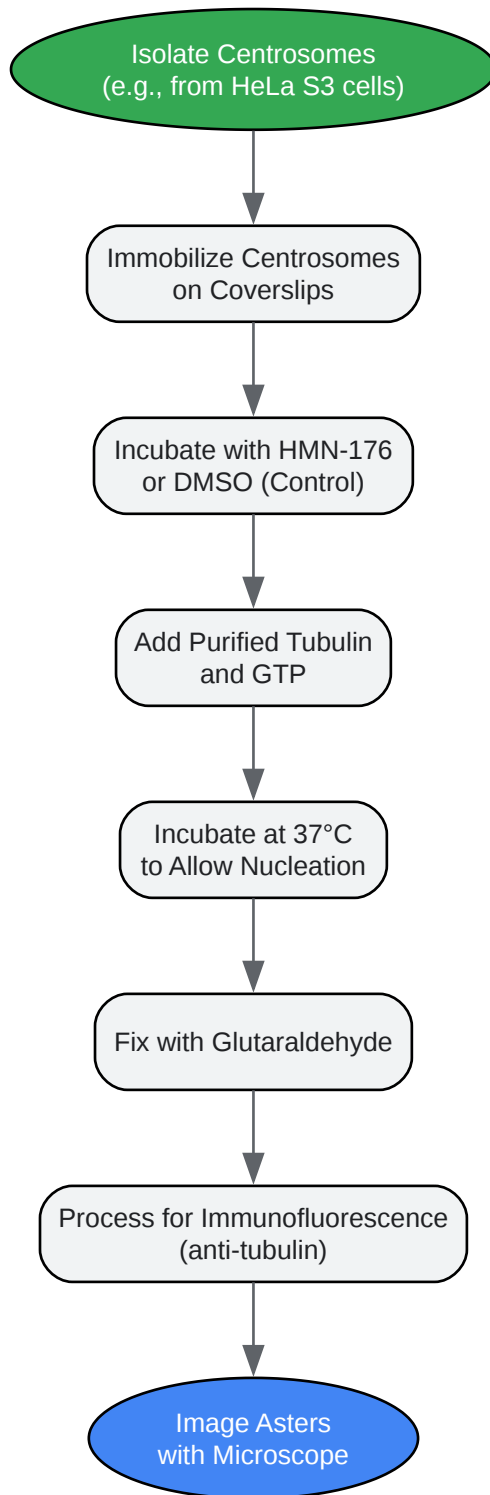 Isolate Centrosomes
(e.g., from HeLa S3 cells)
Immobilize Centrosomes
on Coverslips
Incubate with HMN-176
or DMSO (Control)
Add Purified Tubulin
and GTP
Incubate at 37°C
to Allow Nucleation
Fix with Glutaraldehyde
Process for Immunofluorescence
(anti-tubulin)
Image Asters
with Microscope